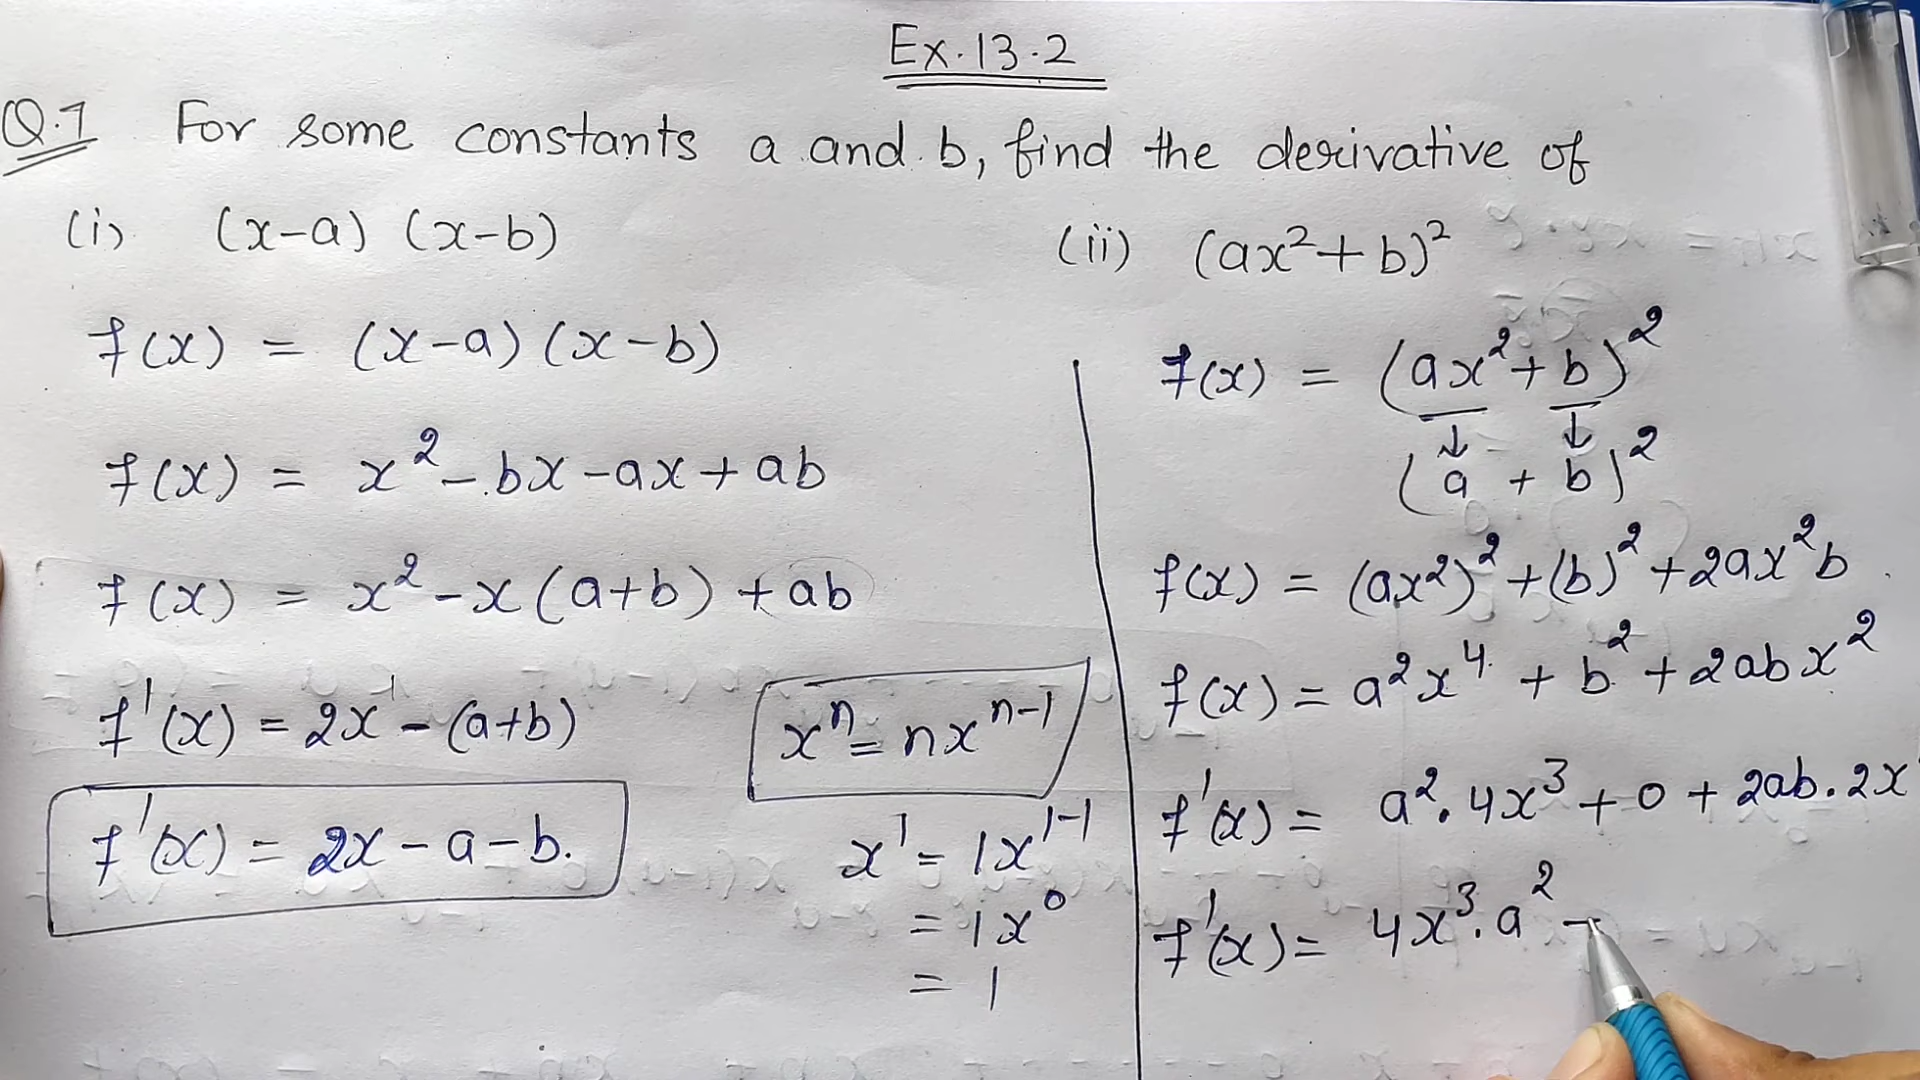 Ex.13.2
Q.1 For some constants a and b, find the derivative of
(i) (x-a) (x-b)
f(x) = (x-a) (x-b)
f(x) = x² - bx - ax + ab
f(x) = x² - x (a+b) + ab
f'(x) = 2x¹ - (a+b)
f'(x) = 2x - a - b.
xⁿ = nxⁿ⁻¹
x¹ = 1x¹⁻¹
= 1x⁰
= 1
(ii) (ax²+b)²
f(x) = (ax²+b)²
↓ ↓
(a + b)²
f(x) = (ax²)² + (b)² + 2ax²b
f(x) = a²x⁴ + b² + 2abx²
f'(x) = a².4x³ + 0 + 2ab.2x
f'(x) = 4x³.a² -